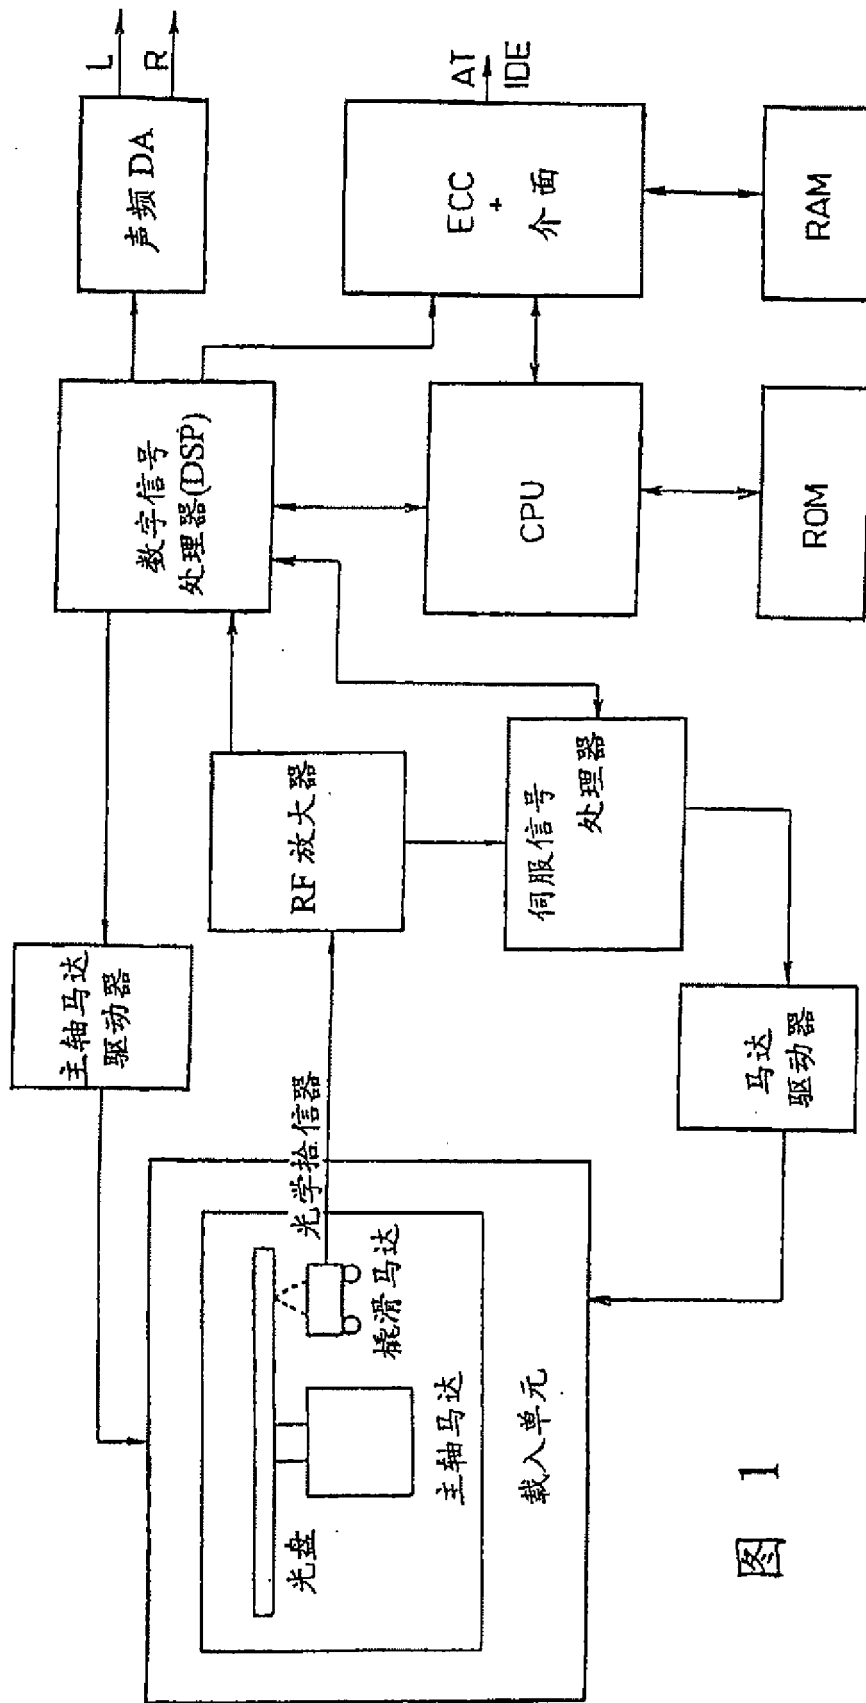 L
R
声频 DA
AT
IDE
ECC
+
介面
RAM
数字信号
处理器(DSP)
CPU
ROM
RF 放大器
伺服信号
处理器
主轴马达
驱动器
马达
驱动器
光学拾信器
橇滑马达
主轴马达
光盘
载入单元
图 1